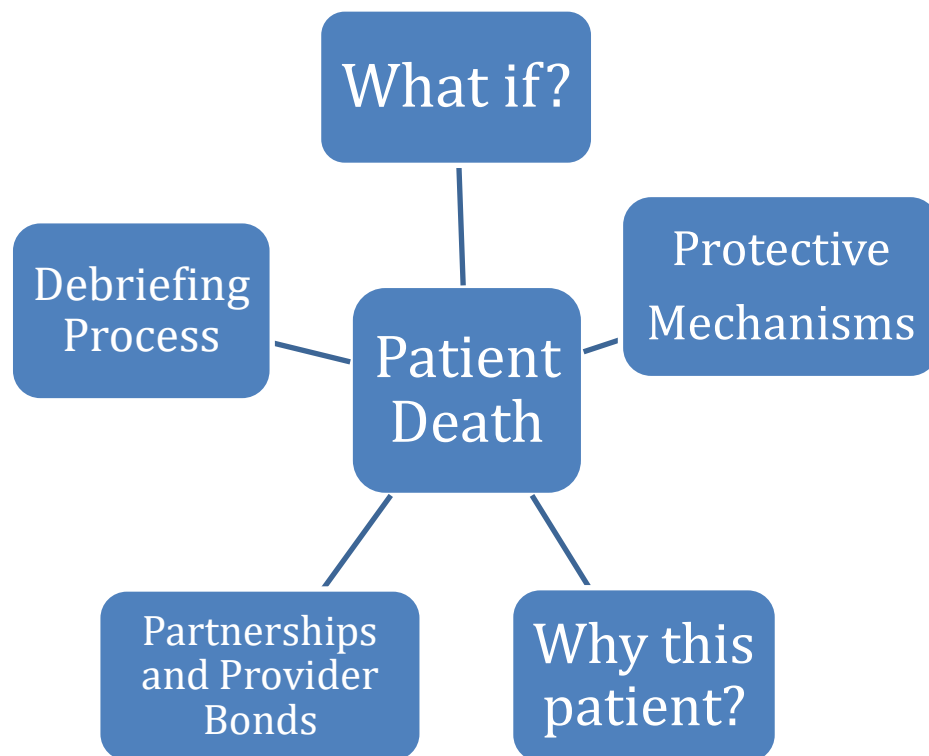 What if?
Protective
Mechanisms
Debriefing
Process
Patient
Death
Partnerships
and Provider
Bonds
Why this
patient?